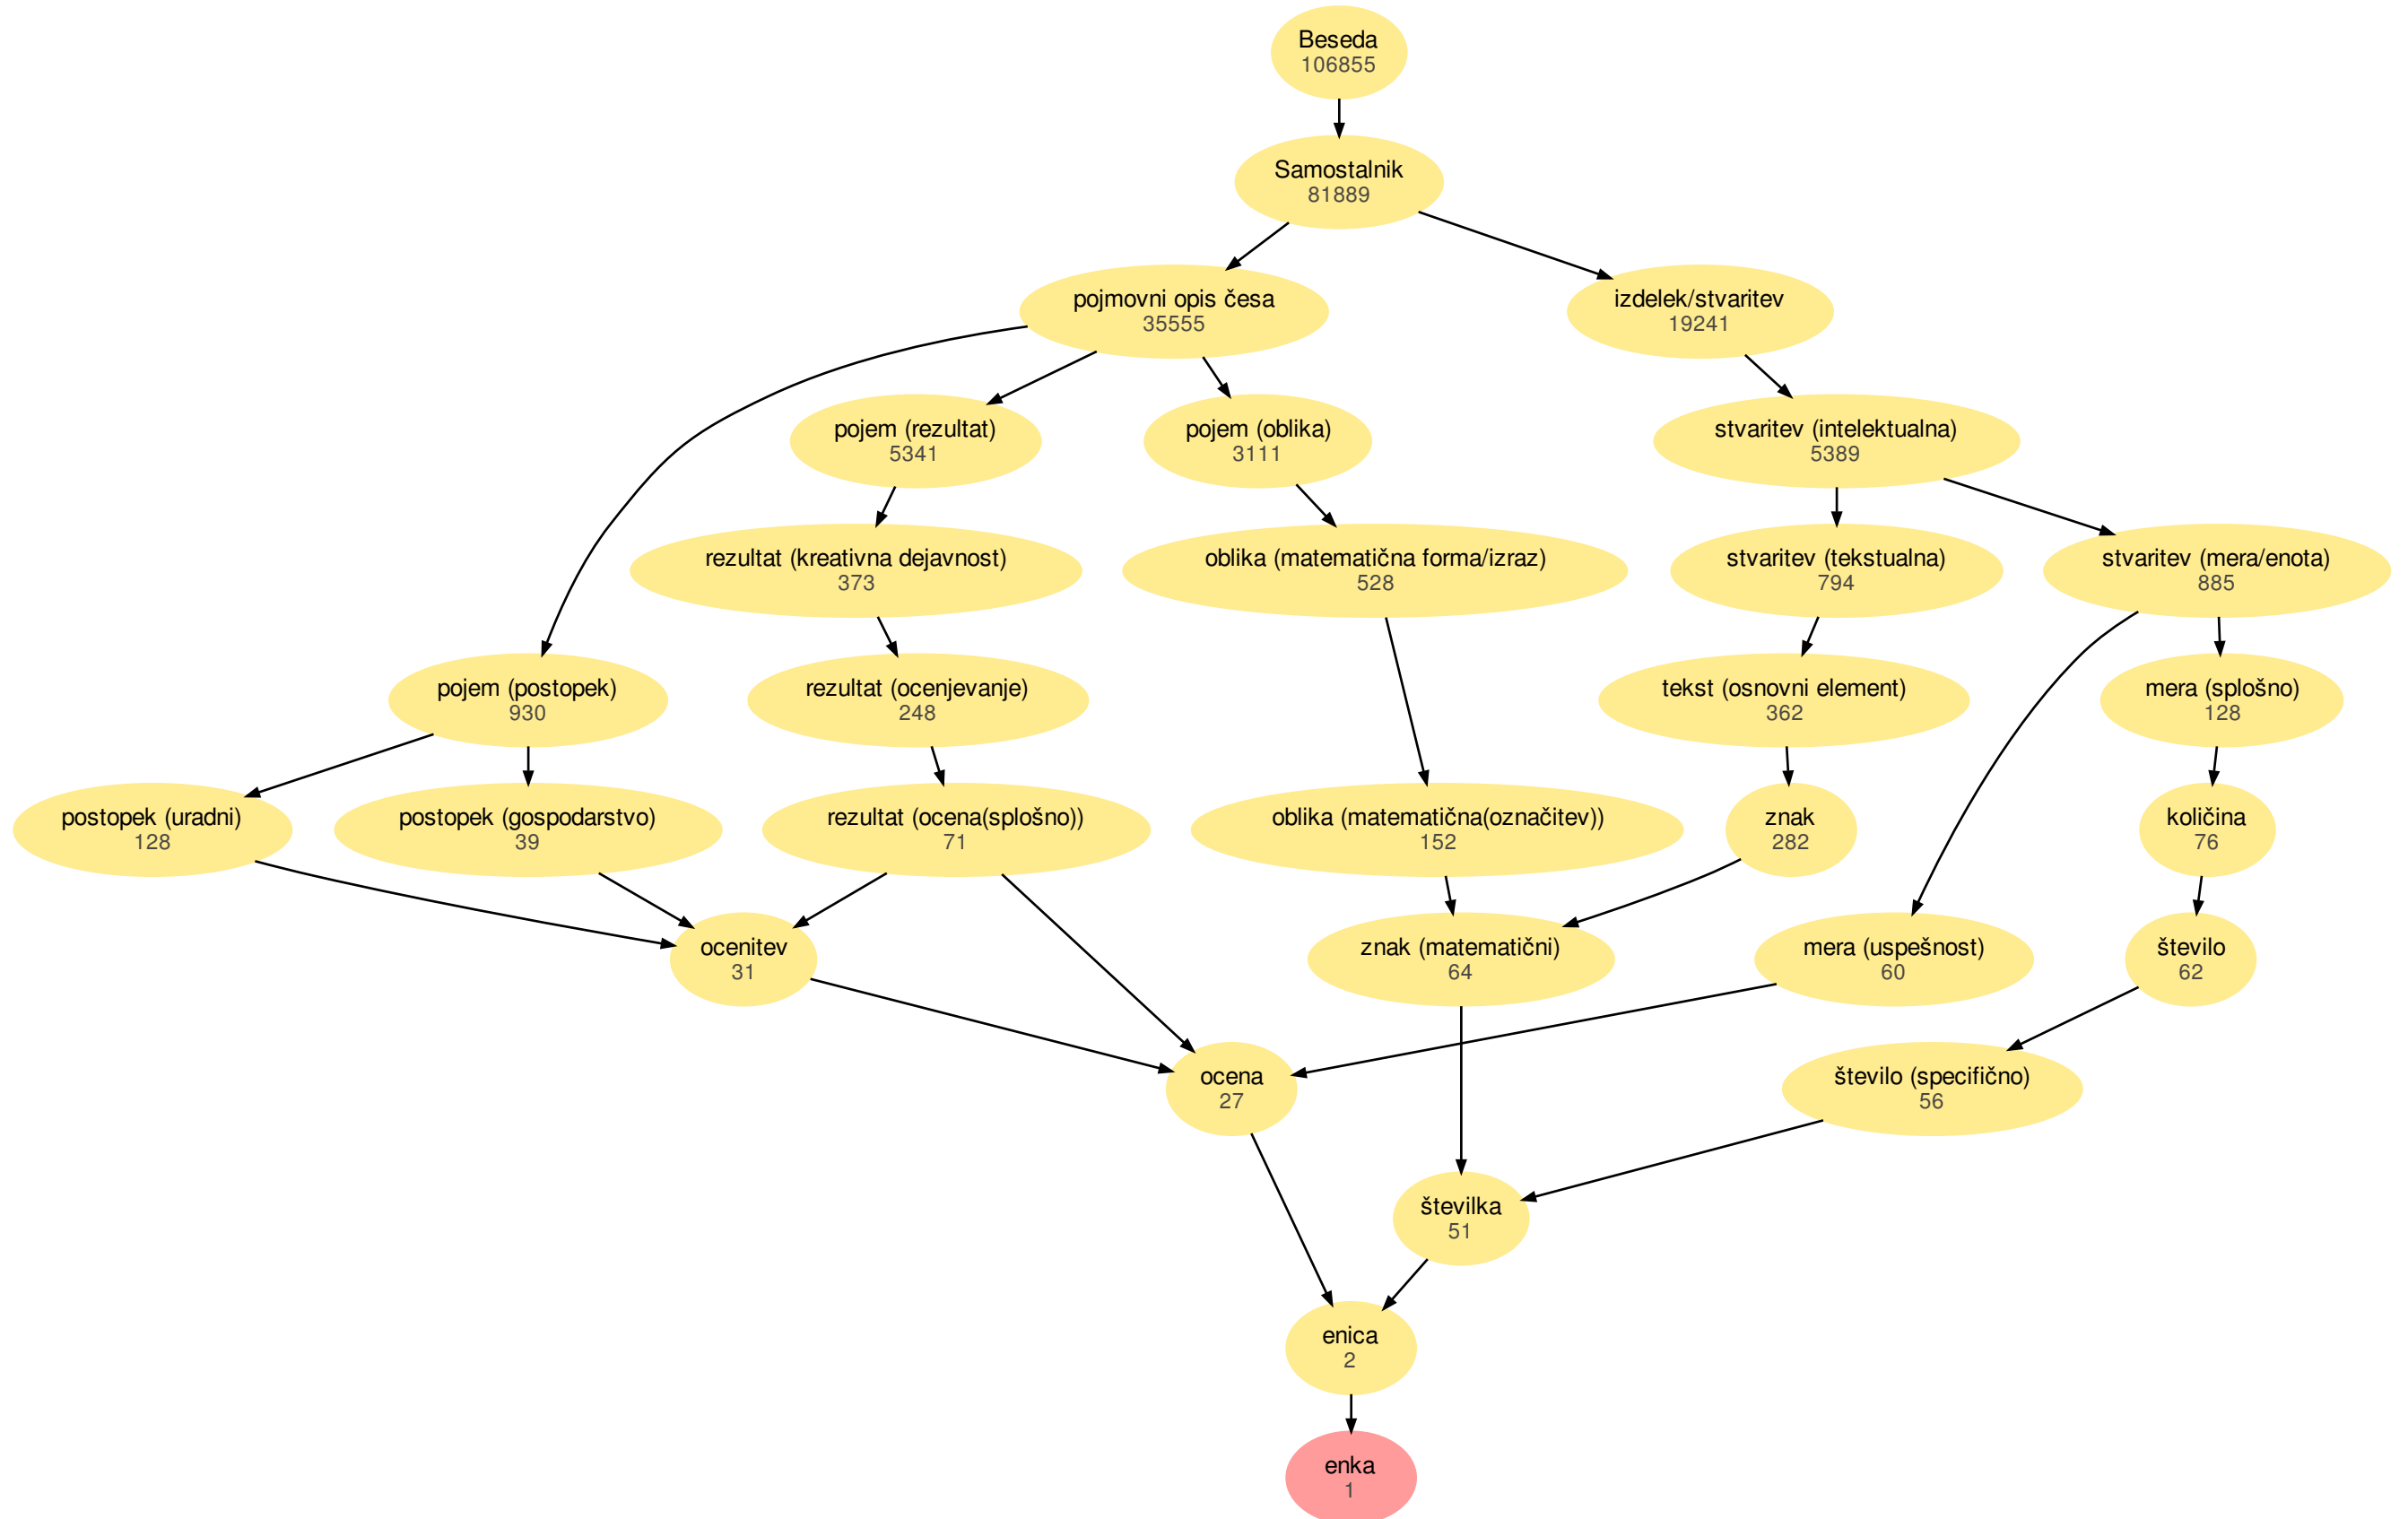 Beseda
106855
Samostalnik
81889
pojmovni opis česa
35555
izdelek/stvaritev
19241
pojem (rezultat)
5341
pojem (oblika)
3111
stvaritev (intelektualna)
5389
rezultat (kreativna dejavnost)
373
oblika (matematična forma/izraz)
528
stvaritev (tekstualna)
794
stvaritev (mera/enota)
885
pojem (postopek)
930
rezultat (ocenjevanje)
248
tekst (osnovni element)
362
mera (splošno)
128
postopek (uradni)
128
postopek (gospodarstvo)
39
rezultat (ocena(splošno))
71
oblika (matematična(označitev))
152
znak
282
količina
76
ocenitev
31
znak (matematični)
64
mera (uspešnost)
60
število
62
ocena
27
število (specifično)
56
številka
51
enica
2
enka
1